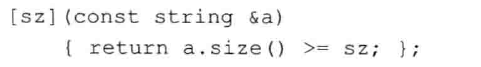 [sz](const string &a)
{ return a.size() >= sz; };